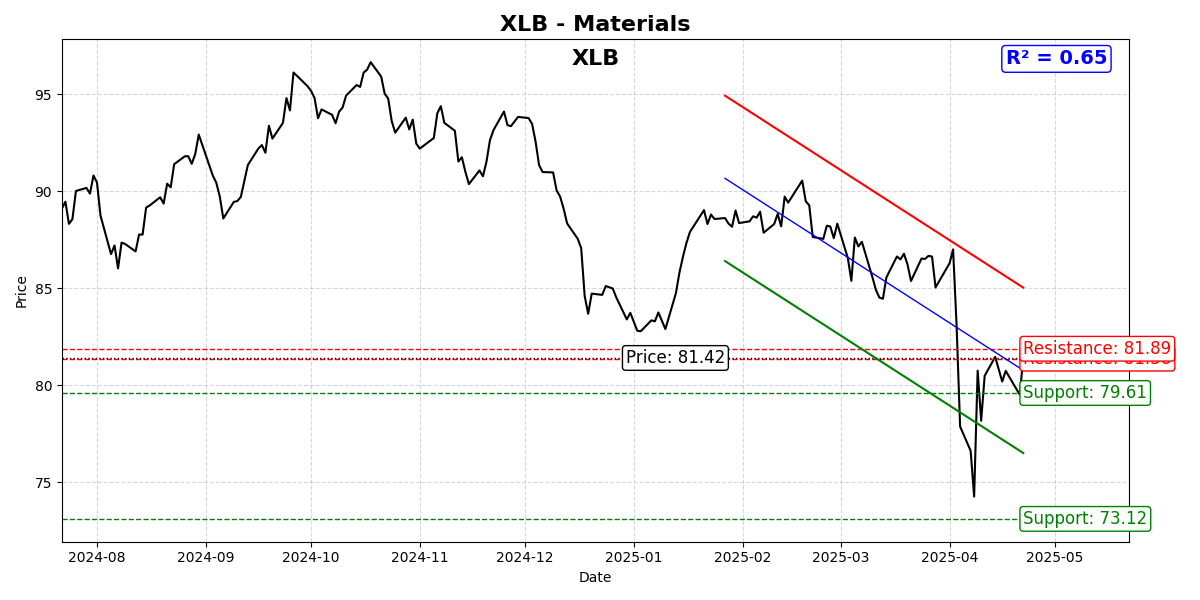 XLB - Materials
XLB
R² = 0.65
95
90
85
80
75
Price
Price: 81.42
Resistance: 81.89
Support: 79.61
Support: 73.12
2024-08
2024-09
2024-10
2024-11
2024-12
2025-01
2025-02
2025-03
2025-04
2025-05
Date